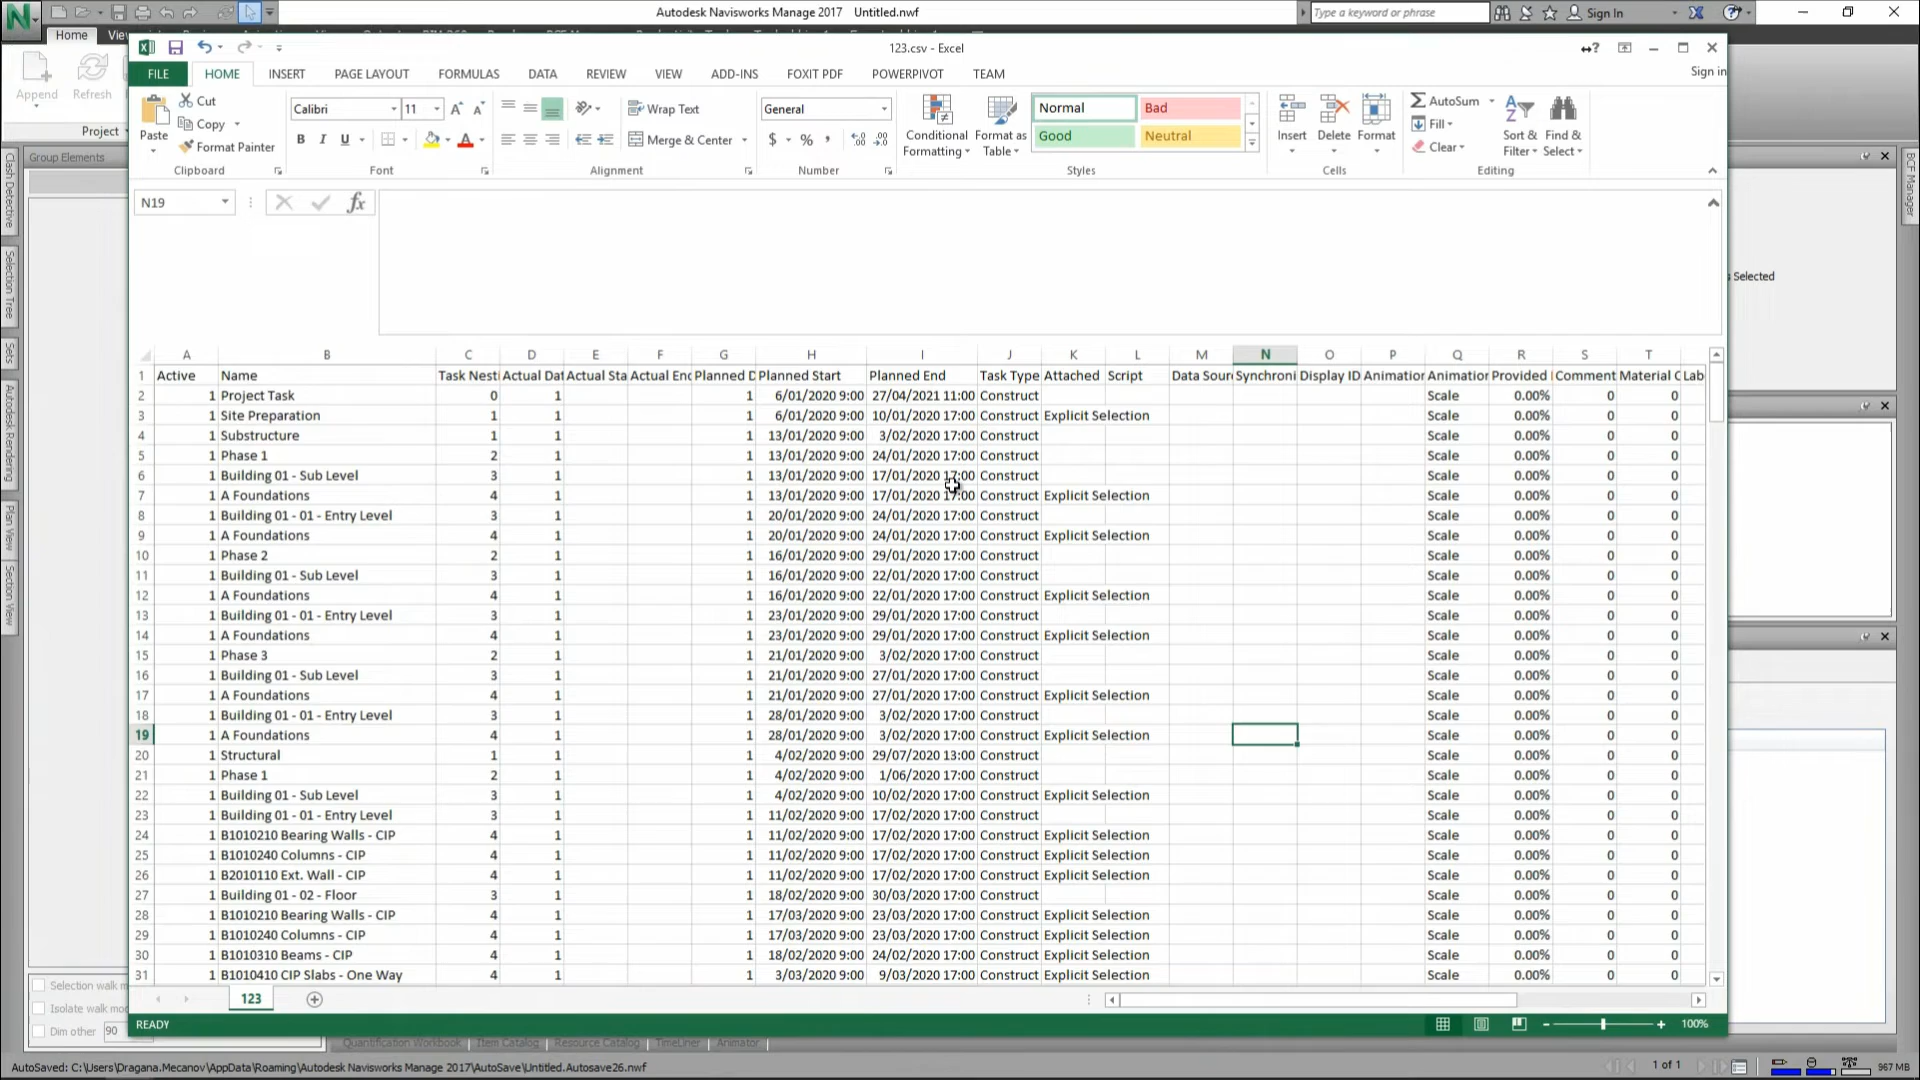 Autodesk Navisworks Manage 2017 Untitled.nwf
Type a keyword or phrase
Sign In
Home
123.csv - Excel
FILE HOME INSERT PAGE LAYOUT FORMULAS DATA REVIEW VIEW ADD-INS FOXIT PDF POWERPIVOT TEAM
Sign in
Append Refresh
Project
Paste Cut
Copy
Format Painter
Clipboard
Calibri 11
B I U
Font
Wrap Text
Merge & Center
Alignment
General
$ % ,
Number
Conditional Formatting
Format as Table
Normal Bad
Good Neutral
Styles
Insert Delete Format
Cells
AutoSum
Fill
Clear
Sort & Filter
Find & Select
Editing
Group Elements
Clash Detective
Selection Tree
Sets
Autodesk Rendering
Plan View
Section View
BCF Manager
Selected
N19
fx
A B C D E F G H I J K L M N O P Q R S T
1 Active Name Task Nesti Actual Dat Actual Sta Actual End Planned D Planned Start Planned End Task Type Attached Script Data Sour Synchroni Display ID Animation Animation Provided Comment Material C Lab
2 1 Project Task 0 1 1 6/01/2020 9:00 27/04/2021 11:00 Construct Scale 0.00% 0 0
3 1 Site Preparation 1 1 1 6/01/2020 9:00 10/01/2020 17:00 Construct Explicit Selection Scale 0.00% 0 0
4 1 Substructure 1 1 1 13/01/2020 9:00 3/02/2020 17:00 Construct Scale 0.00% 0 0
5 1 Phase 1 2 1 1 13/01/2020 9:00 24/01/2020 17:00 Construct Scale 0.00% 0 0
6 1 Building 01 - Sub Level 3 1 1 13/01/2020 9:00 17/01/2020 17:00 Construct Scale 0.00% 0 0
7 1 A Foundations 4 1 1 13/01/2020 9:00 17/01/2020 17:00 Construct Explicit Selection Scale 0.00% 0 0
8 1 Building 01 - 01 - Entry Level 3 1 1 20/01/2020 9:00 24/01/2020 17:00 Construct Scale 0.00% 0 0
9 1 A Foundations 4 1 1 20/01/2020 9:00 24/01/2020 17:00 Construct Explicit Selection Scale 0.00% 0 0
10 1 Phase 2 2 1 1 16/01/2020 9:00 29/01/2020 17:00 Construct Scale 0.00% 0 0
11 1 Building 01 - Sub Level 3 1 1 16/01/2020 9:00 22/01/2020 17:00 Construct Scale 0.00% 0 0
12 1 A Foundations 4 1 1 16/01/2020 9:00 22/01/2020 17:00 Construct Explicit Selection Scale 0.00% 0 0
13 1 Building 01 - 01 - Entry Level 3 1 1 23/01/2020 9:00 29/01/2020 17:00 Construct Scale 0.00% 0 0
14 1 A Foundations 4 1 1 23/01/2020 9:00 29/01/2020 17:00 Construct Explicit Selection Scale 0.00% 0 0
15 1 Phase 3 2 1 1 21/01/2020 9:00 3/02/2020 17:00 Construct Scale 0.00% 0 0
16 1 Building 01 - Sub Level 3 1 1 21/01/2020 9:00 27/01/2020 17:00 Construct Scale 0.00% 0 0
17 1 A Foundations 4 1 1 21/01/2020 9:00 27/01/2020 17:00 Construct Explicit Selection Scale 0.00% 0 0
18 1 Building 01 - 01 - Entry Level 3 1 1 28/01/2020 9:00 3/02/2020 17:00 Construct Scale 0.00% 0 0
19 1 A Foundations 4 1 1 28/01/2020 9:00 3/02/2020 17:00 Construct Explicit Selection Scale 0.00% 0 0
20 1 Structural 1 1 1 4/02/2020 9:00 29/07/2020 13:00 Construct Scale 0.00% 0 0
21 1 Phase 1 2 1 1 4/02/2020 9:00 1/06/2020 17:00 Construct Scale 0.00% 0 0
22 1 Building 01 - Sub Level 3 1 1 4/02/2020 9:00 10/02/2020 17:00 Construct Explicit Selection Scale 0.00% 0 0
23 1 Building 01 - 01 - Entry Level 3 1 1 11/02/2020 9:00 17/02/2020 17:00 Construct Scale 0.00% 0 0
24 1 B1010210 Bearing Walls - CIP 4 1 1 11/02/2020 9:00 17/02/2020 17:00 Construct Explicit Selection Scale 0.00% 0 0
25 1 B1010240 Columns - CIP 4 1 1 11/02/2020 9:00 17/02/2020 17:00 Construct Explicit Selection Scale 0.00% 0 0
26 1 B2010110 Ext. Wall - CIP 4 1 1 11/02/2020 9:00 17/02/2020 17:00 Construct Explicit Selection Scale 0.00% 0 0
27 1 Building 01 - 02 - Floor 3 1 1 18/02/2020 9:00 30/03/2020 17:00 Construct Scale 0.00% 0 0
28 1 B1010210 Bearing Walls - CIP 4 1 1 17/03/2020 9:00 23/03/2020 17:00 Construct Explicit Selection Scale 0.00% 0 0
29 1 B1010240 Columns - CIP 4 1 1 17/03/2020 9:00 23/03/2020 17:00 Construct Explicit Selection Scale 0.00% 0 0
30 1 B1010310 Beams - CIP 4 1 1 18/02/2020 9:00 24/02/2020 17:00 Construct Explicit Selection Scale 0.00% 0 0
31 1 B1010410 CIP Slabs - One Way 4 1 1 3/03/2020 9:00 9/03/2020 17:00 Construct Explicit Selection Scale 0.00% 0 0
Selection walk m
Isolate walk mo
Dim other 90
123
READY
100%
Quantification Workbook Item Catalog Resource Catalog TimeLiner Animator
AutoSaved: C:\Users\Dragana.Mecanov\AppData\Roaming\Autodesk Navisworks Manage 2017\AutoSave\Untitled.Autosave26.nwf
1 of 1
967 MB